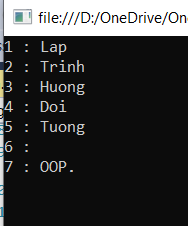 file:///D:/OneDrive/On
1 : Lap
2 : Trinh
3 : Huong
4 : Doi
5 : Tuong
6 :
7 : OOP.